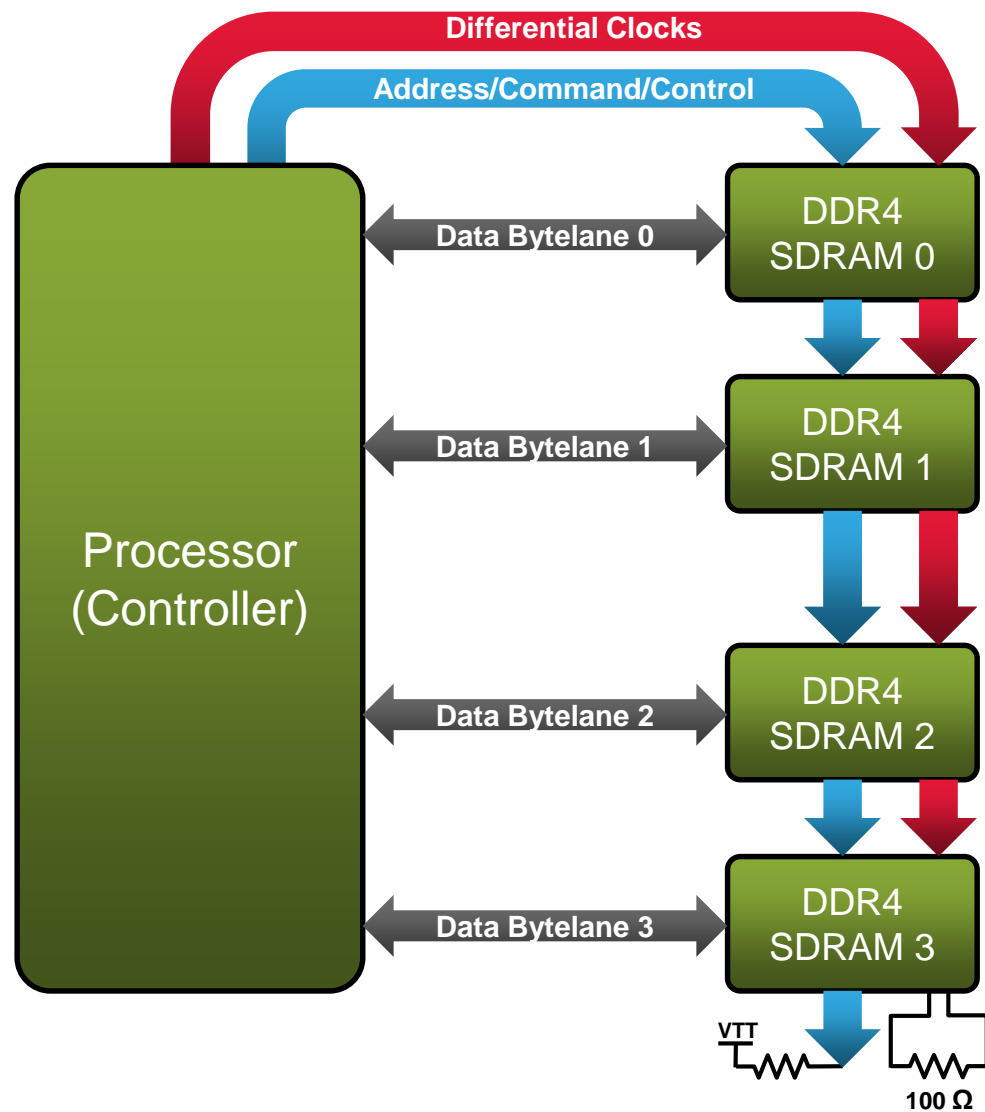 Differential Clocks
Address/Command/Control
Processor
(Controller)
Data Bytelane 0
DDR4
SDRAM 0
Data Bytelane 1
DDR4
SDRAM 1
Data Bytelane 2
DDR4
SDRAM 2
Data Bytelane 3
DDR4
SDRAM 3
VTT
100 Ω